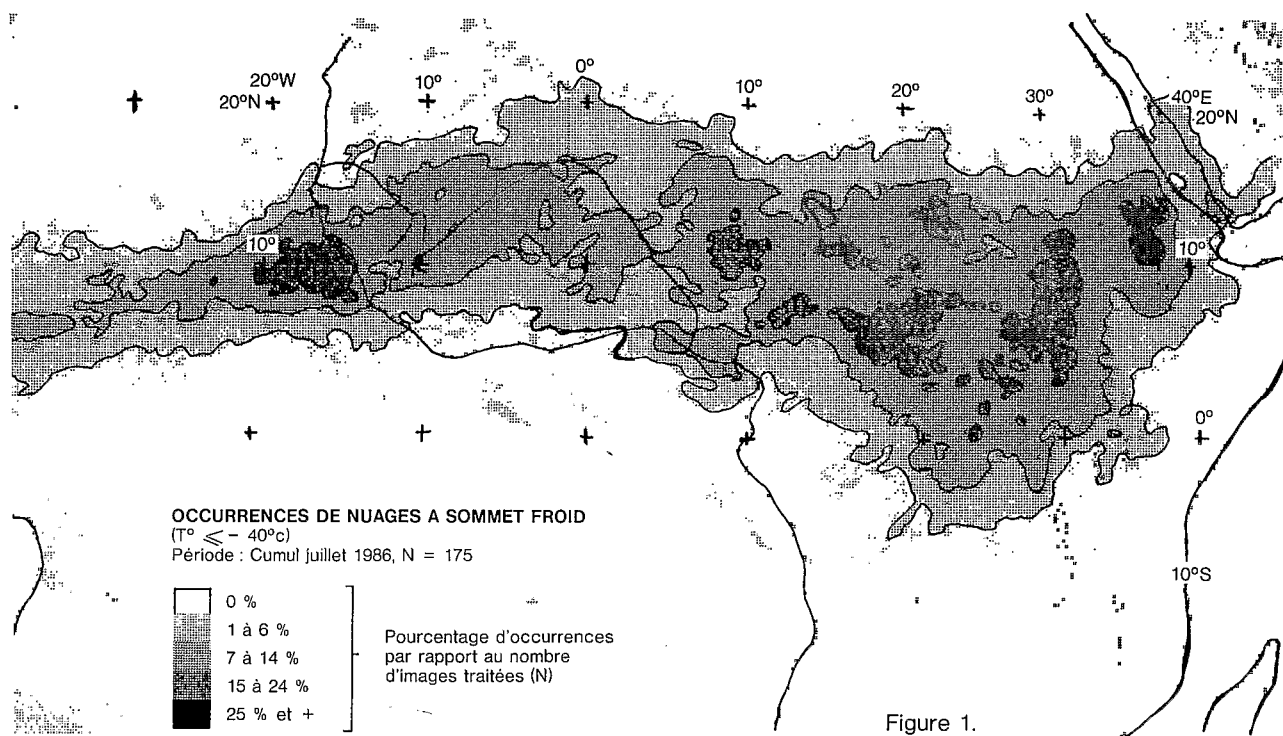 20°W
20°N
10°
0°
10°
20°
30°
40°E
20°N
10°
10°
0°
10°S
OCCURRENCES DE NUAGES A SOMMET FROID
(T° ⩽ - 40°c)
Période : Cumul juillet 1986, N = 175
0 %
1 à 6 %
7 à 14 %
15 à 24 %
25 % et +
Pourcentage d'occurrences
par rapport au nombre
d'images traitées (N)
Figure 1.